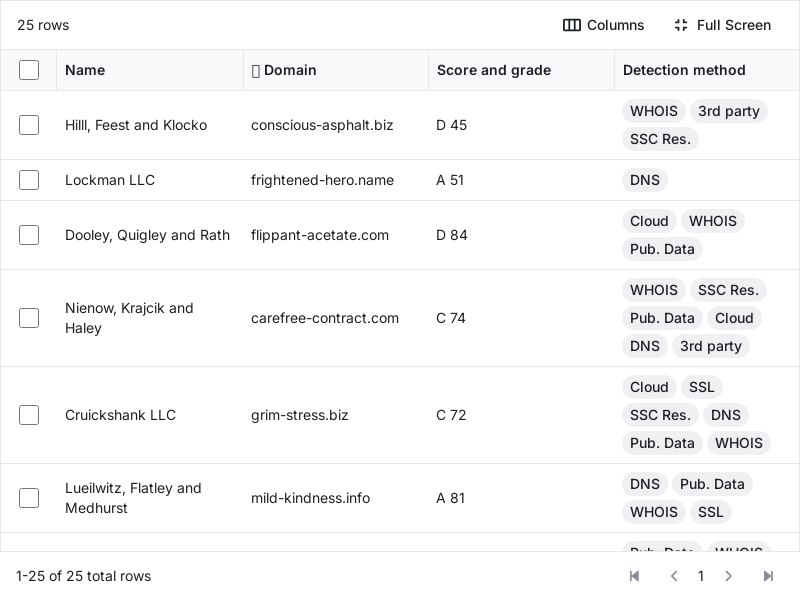 25 rows
Columns
Full Screen
Name
Domain
Score and grade
Detection method
Hilll, Feest and Klocko
conscious-asphalt.biz
D 45
WHOIS 3rd party
SSC Res.
Lockman LLC
frightened-hero.name
A 51
DNS
Dooley, Quigley and Rath
flippant-acetate.com
D 84
Cloud WHOIS
Pub. Data
Nienow, Krajcik and
Haley
carefree-contract.com
C 74
WHOIS SSC Res.
Pub. Data Cloud
DNS 3rd party
Cruickshank LLC
grim-stress.biz
C 72
Cloud SSL
SSC Res. DNS
Pub. Data WHOIS
Lueilwitz, Flatley and
Medhurst
mild-kindness.info
A 81
DNS Pub. Data
WHOIS SSL
Pub. Data WHOIS
1-25 of 25 total rows
1